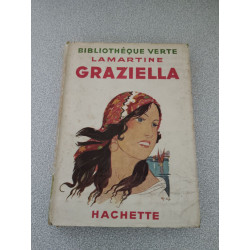 BIBLIOTHÈQUE VERTE
LAMARTINE
GRAZIELLA
HACHETTE